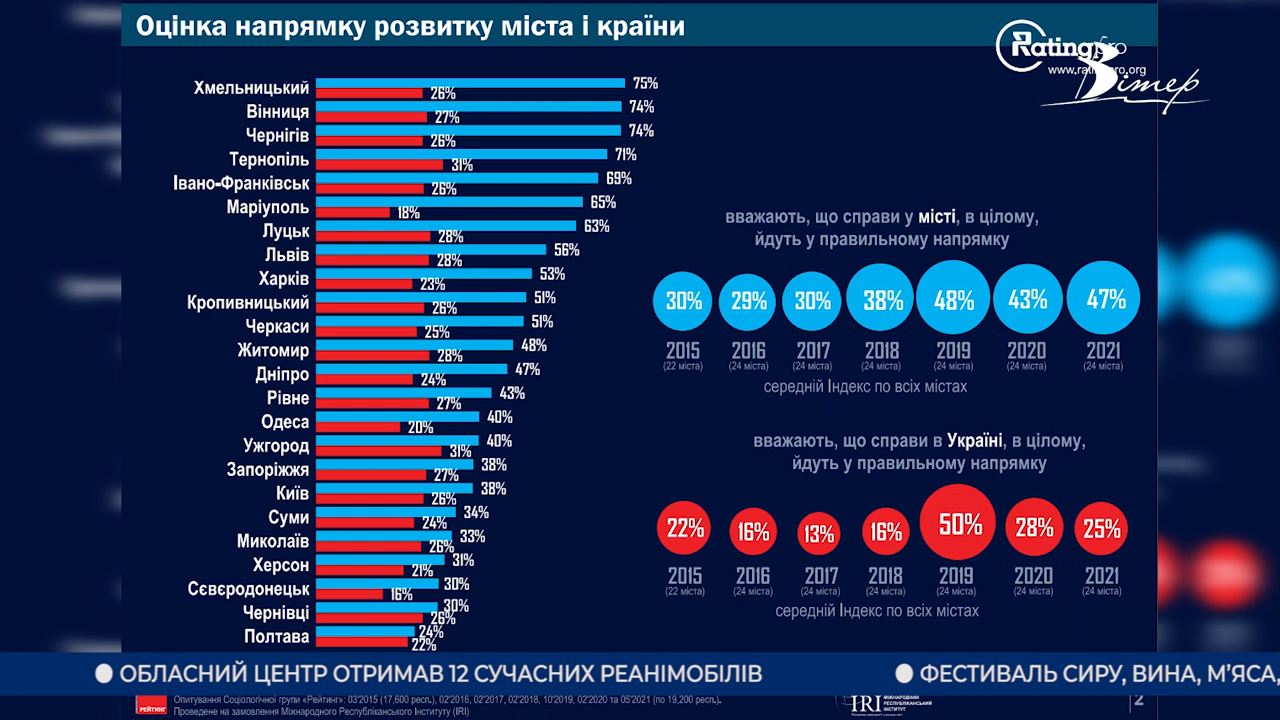 Оцінка напрямку розвитку міста і країни
Rating pro
www.ratingpro.org
Вітер
Хмельницький 75% 26%
Вінниця 74% 27%
Чернігів 74% 26%
Тернопіль 71% 31%
Івано-Франківськ 69% 26%
Маріуполь 65% 18%
Луцьк 63% 28%
Львів 56% 28%
Харків 53% 23%
Кропивницький 51% 26%
Черкаси 51% 25%
Житомир 48% 28%
Дніпро 47% 24%
Рівне 43% 27%
Одеса 40% 20%
Ужгород 40% 31%
Запоріжжя 38% 27%
Київ 38% 26%
Суми 34% 24%
Миколаїв 33% 26%
Херсон 31% 21%
Сєвєродонецьк 30% 16%
Чернівці 30% 26%
Полтава 24% 22%
вважають, що справи у місті, в цілому,
йдуть у правильному напрямку
30% 29% 30% 38% 48% 43% 47%
2015 2016 2017 2018 2019 2020 2021
(22 міста) (24 міста) (24 міста) (24 міста) (24 міста) (24 міста) (24 міста)
середній Індекс по всіх містах
вважають, що справи в Україні, в цілому,
йдуть у правильному напрямку
22% 16% 13% 16% 50% 28% 25%
2015 2016 2017 2018 2019 2020 2021
(22 міста) (24 міста) (24 міста) (24 міста) (24 міста) (24 міста) (24 міста)
середній Індекс по всіх містах
ОБЛАСНИЙ ЦЕНТР ОТРИМАВ 12 СУЧАСНИХ РЕАНІМОБІЛІВ
ФЕСТИВАЛЬ СИРУ, ВИНА, М’ЯСА,
РЕЙТИНГ
Опитування Соціологічної групи «Рейтинг»: 03'2015 (17,600 респ.), 02'2016, 02'2017, 02'2018, 10'2019, 02'2020 та 05'2021 (по 19,200 респ.).
Проведене на замовлення Міжнародного Республіканського Інституту (IRI)
IRI
МІЖНАРОДНИЙ
РЕСПУБЛІКАНСЬКИЙ
ІНСТИТУТ
2